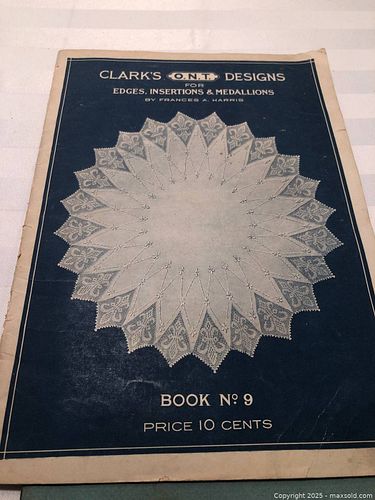 CLARK'S O.N.T. DESIGNS
FOR
EDGES, INSERTIONS & MEDALLIONS
BY FRANCES A. HARRIS
BOOK Nº 9
PRICE 10 CENTS
Copyright 2025 - maxsold.com